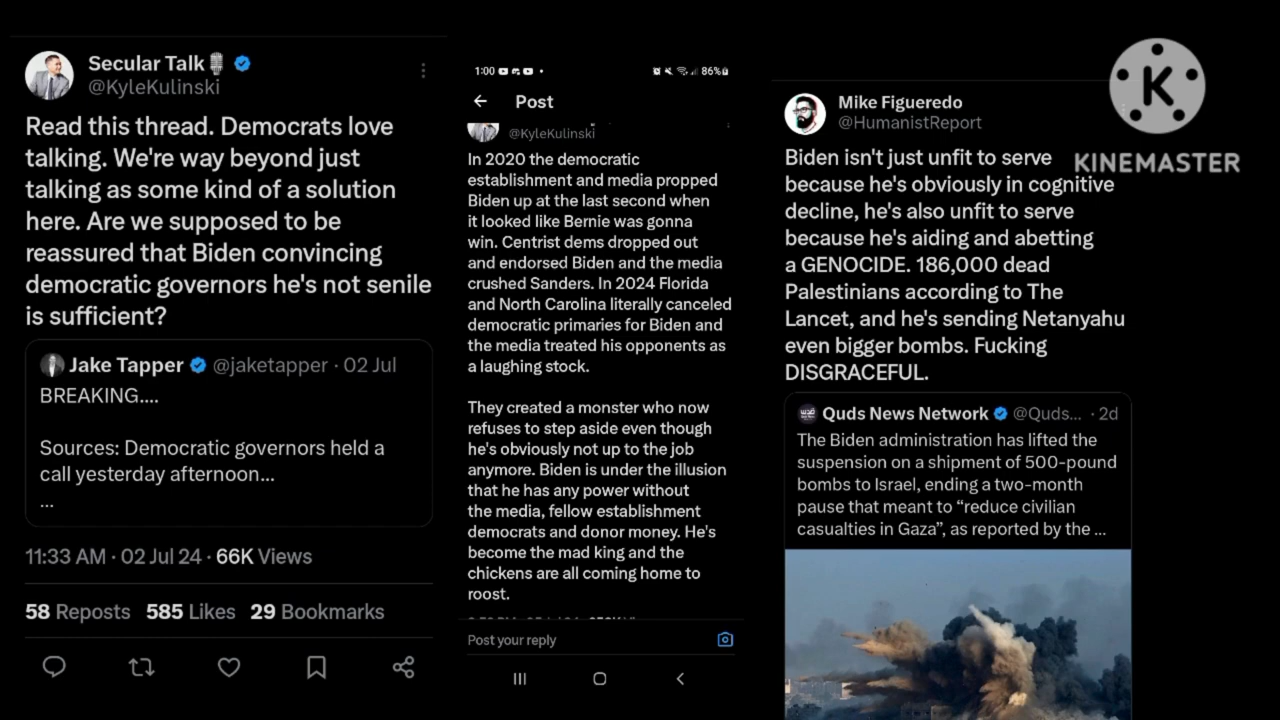 Secular Talk🎙
@KyleKulinski
Read this thread. Democrats love
talking. We're way beyond just
talking as some kind of a solution
here. Are we supposed to be
reassured that Biden convincing
democratic governors he's not senile
is sufficient?
Jake Tapper @jaketapper · 02 Jul
BREAKING....
Sources: Democratic governors held a
call yesterday afternoon...
...
11:33 AM · 02 Jul 24 · 66K Views
58 Reposts 585 Likes 29 Bookmarks
1:00
86%
Post
@KyleKulinski
In 2020 the democratic
establishment and media propped
Biden up at the last second when
it looked like Bernie was gonna
win. Centrist dems dropped out
and endorsed Biden and the media
crushed Sanders. In 2024 Florida
and North Carolina literally canceled
democratic primaries for Biden and
the media treated his opponents as
a laughing stock.
They created a monster who now
refuses to step aside even though
he's obviously not up to the job
anymore. Biden is under the illusion
that he has any power without
the media, fellow establishment
democrats and donor money. He's
become the mad king and the
chickens are all coming home to
roost.
Post your reply
Mike Figueredo
@HumanistReport
Biden isn't just unfit to serve
because he's obviously in cognitive
decline, he's also unfit to serve
because he's aiding and abetting
a GENOCIDE. 186,000 dead
Palestinians according to The
Lancet, and he's sending Netanyahu
even bigger bombs. Fucking
DISGRACEFUL.
Quds News Network @Quds... · 2d
The Biden administration has lifted the
suspension on a shipment of 500-pound
bombs to Israel, ending a two-month
pause that meant to “reduce civilian
casualties in Gaza”, as reported by the ...
K
KINEMASTER